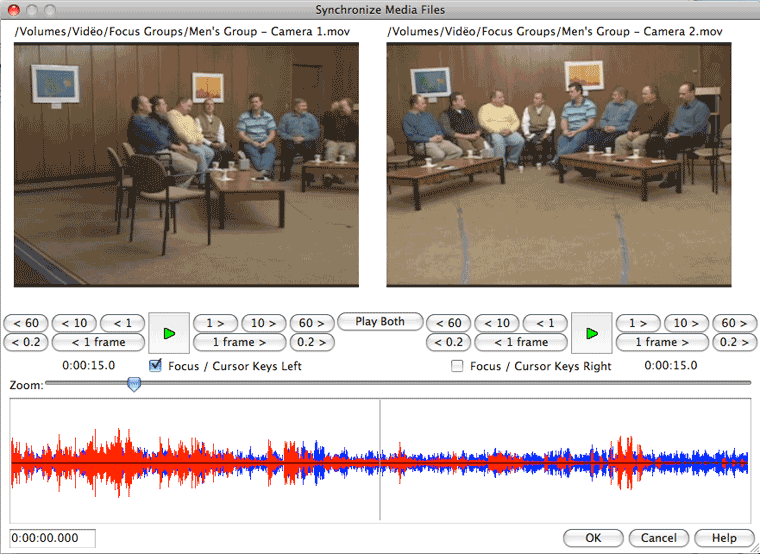 Synchronize Media Files
/Volumes/Vidëo/Focus Groups/Men's Group - Camera 1.mov
/Volumes/Vidëo/Focus Groups/Men's Group - Camera 2.mov
< 60 < 10 < 1 1 > 10 > 60 > Play Both < 60 < 10 < 1 1 > 10 > 60 >
< 0.2 < 1 frame 1 frame > 0.2 > < 0.2 < 1 frame 1 frame > 0.2 >
0:00:15.0 Focus / Cursor Keys Left Focus / Cursor Keys Right 0:00:15.0
Zoom:
0:00:00.000 OK Cancel Help